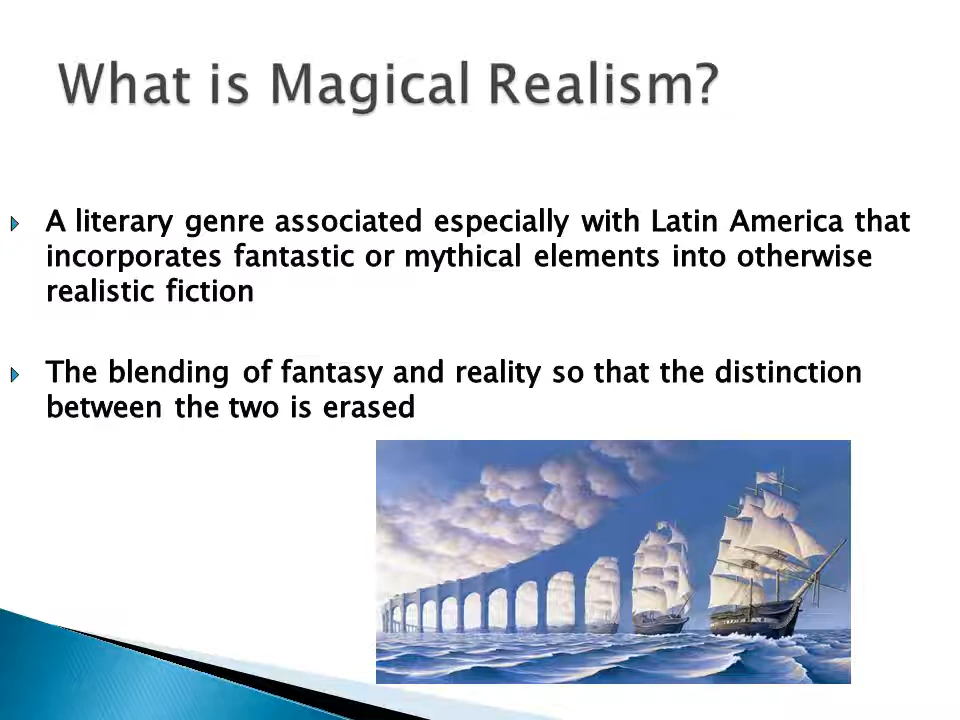 What is Magical Realism?
A literary genre associated especially with Latin America that
incorporates fantastic or mythical elements into otherwise
realistic fiction
The blending of fantasy and reality so that the distinction
between the two is erased